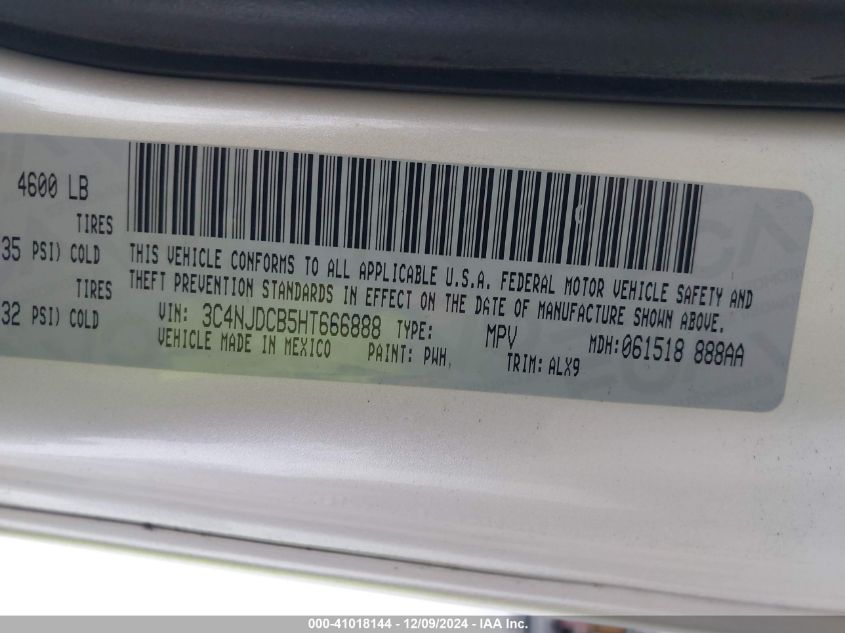 4600 LB
TIRES
35 PSI) COLD
TIRES
32 PSI) COLD
THIS VEHICLE CONFORMS TO ALL APPLICABLE U.S.A. FEDERAL MOTOR VEHICLE SAFETY AND
THEFT PREVENTION STANDARDS IN EFFECT ON THE DATE OF MANUFACTURE SHOWN ABOVE.
VIN: 3C4NJDCB5HT666888 TYPE: MPV MDH:061518 888AA
VEHICLE MADE IN MEXICO PAINT: PWH, TRIM: ALX9
000-41018144 / 12/09/2024 - IAA Inc.